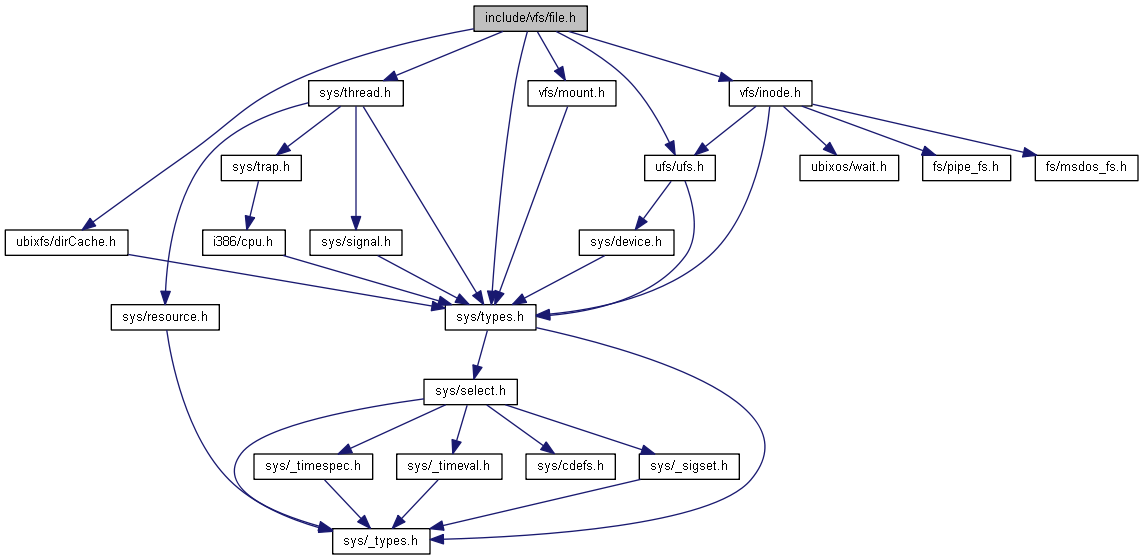 include/vfs/file.h
sys/thread.h
vfs/mount.h
vfs/inode.h
sys/trap.h
ufs/ufs.h
ubixos/wait.h
fs/pipe_fs.h
fs/msdos_fs.h
ubixfs/dirCache.h
i386/cpu.h
sys/signal.h
sys/device.h
sys/resource.h
sys/types.h
sys/select.h
sys/_timespec.h
sys/_timeval.h
sys/cdefs.h
sys/_sigset.h
sys/_types.h